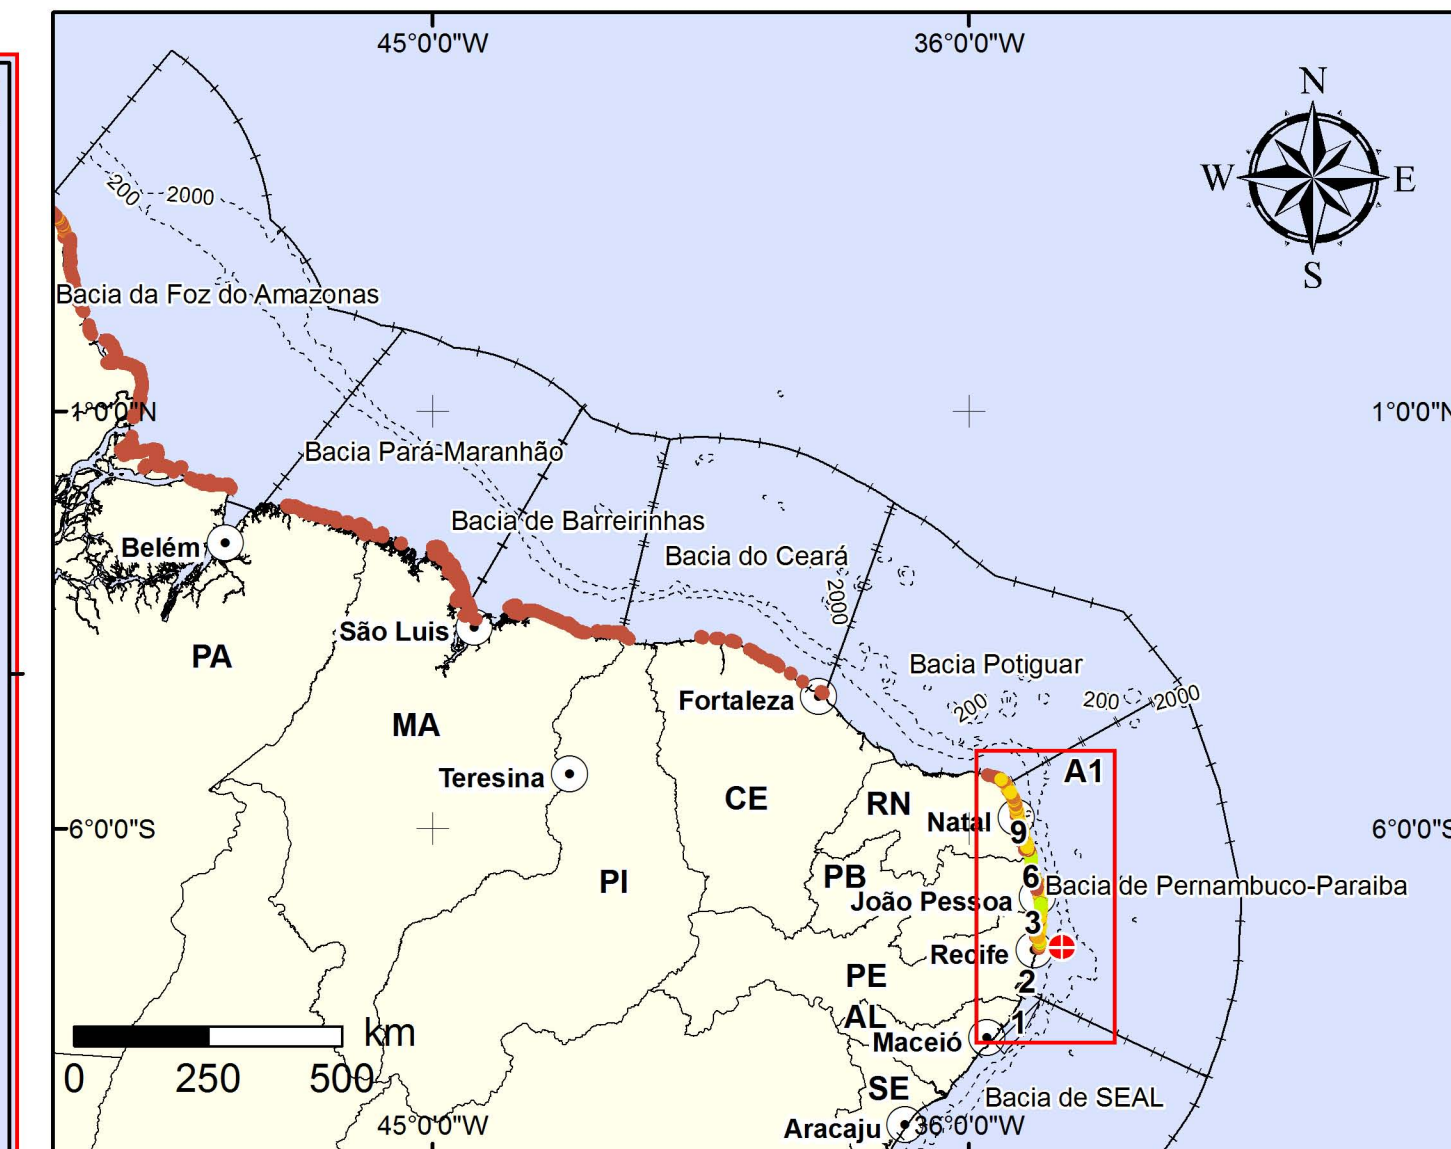 45°0'0"W
36°0'0"W
N
W
E
S
200
2000
Bacia da Foz do Amazonas
1°0'0"N
1°0'0"N
Bacia Pará-Maranhão
Bacia de Barreirinhas
Belém
Bacia do Ceará
2000
São Luis
PA
Bacia Potiguar
Fortaleza
200
200
2000
MA
Teresina
A1
CE
RN
Natal
9
6°0'0"S
6°0'0"S
PI
PB
6
Bacia de Pernambuco-Paraiba
João Pessoa
3
Recife
PE
2
AL
1
km
Maceió
0
250
500
SE
Bacia de SEAL
45°0'0"W
Aracaju
36°0'0"W